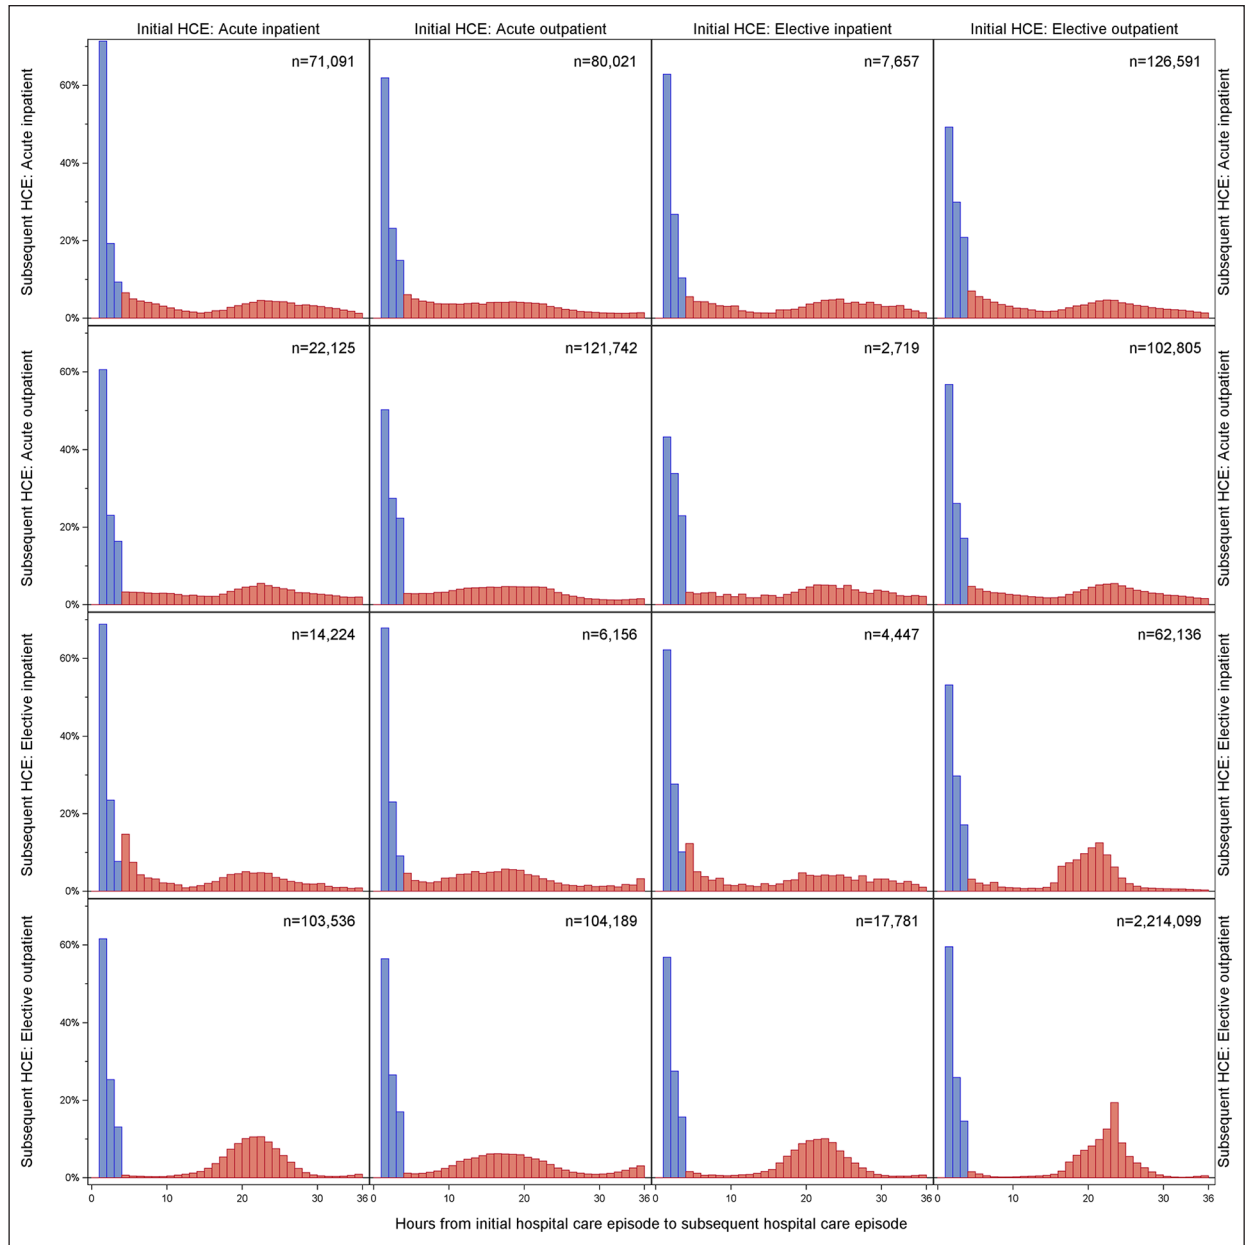 Initial HCE: Acute inpatient
Initial HCE: Acute outpatient
Initial HCE: Elective inpatient
Initial HCE: Elective outpatient
Subsequent HCE: Acute inpatient
60%
40%
20%
0%
n=71,091
n=80,021
n=7,657
n=126,591
Subsequent HCE: Acute inpatient
Subsequent HCE: Acute outpatient
60%
40%
20%
0%
n=22,125
n=121,742
n=2,719
n=102,805
Subsequent HCE: Acute outpatient
Subsequent HCE: Elective inpatient
60%
40%
20%
0%
n=14,224
n=6,156
n=4,447
n=62,136
Subsequent HCE: Elective inpatient
Subsequent HCE: Elective outpatient
60%
40%
20%
0%
n=103,536
n=104,189
n=17,781
n=2,214,099
Subsequent HCE: Elective outpatient
0 10 20 30 36 0 10 20 30 36 0 10 20 30 36 0 10 20 30 36
Hours from initial hospital care episode to subsequent hospital care episode